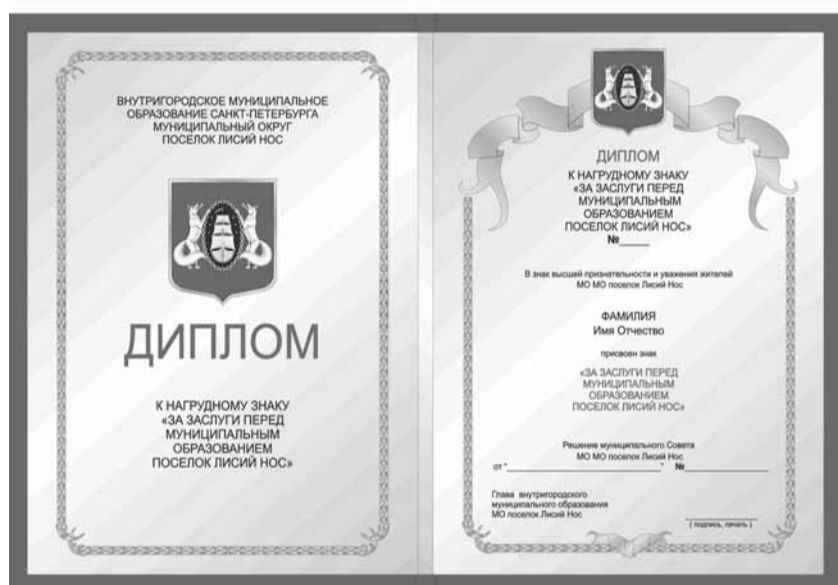 ВНУТРИГОРОДСКОЕ МУНИЦИПАЛЬНОЕ
ОБРАЗОВАНИЕ САНКТ-ПЕТЕРБУРГА
МУНИЦИПАЛЬНЫЙ ОКРУГ
ПОСЕЛОК ЛИСИЙ НОС
ДИПЛОМ
К НАГРУДНОМУ ЗНАКУ
«ЗА ЗАСЛУГИ ПЕРЕД
МУНИЦИПАЛЬНЫМ
ОБРАЗОВАНИЕМ
ПОСЕЛОК ЛИСИЙ НОС»
ДИПЛОМ
К НАГРУДНОМУ ЗНАКУ
«ЗА ЗАСЛУГИ ПЕРЕД
МУНИЦИПАЛЬНЫМ
ОБРАЗОВАНИЕМ
ПОСЕЛОК ЛИСИЙ НОС»
№_____
В знак высшей признательности и уважения жителей
МО МО поселок Лисий Нос
ФАМИЛИЯ
Имя Отчество
присвоен знак
«ЗА ЗАСЛУГИ ПЕРЕД
МУНИЦИПАЛЬНЫМ
ОБРАЗОВАНИЕМ
ПОСЕЛОК ЛИСИЙ НОС»
Решение муниципального Совета
МО МО поселок Лисий Нос
от "______________________" №____________
Глава внутригородского
муниципального образования
МО поселок Лисий Нос
( подпись, печать )